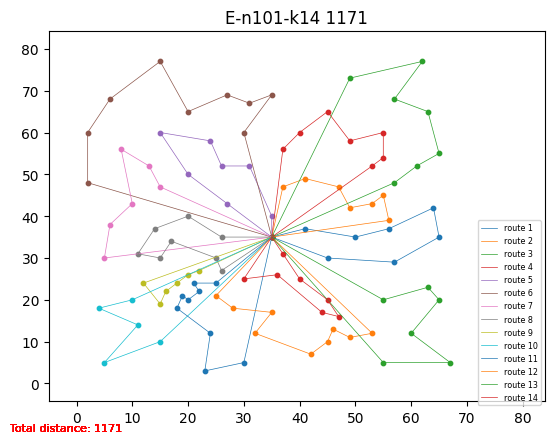 E-n101-k14 1171
80
70
60
50
40
30
20
10
0
0 10 20 30 40 50 60 70 80
route 1
route 2
route 3
route 4
route 5
route 6
route 7
route 8
route 9
route 10
route 11
route 12
route 13
route 14
Total distance: 1171